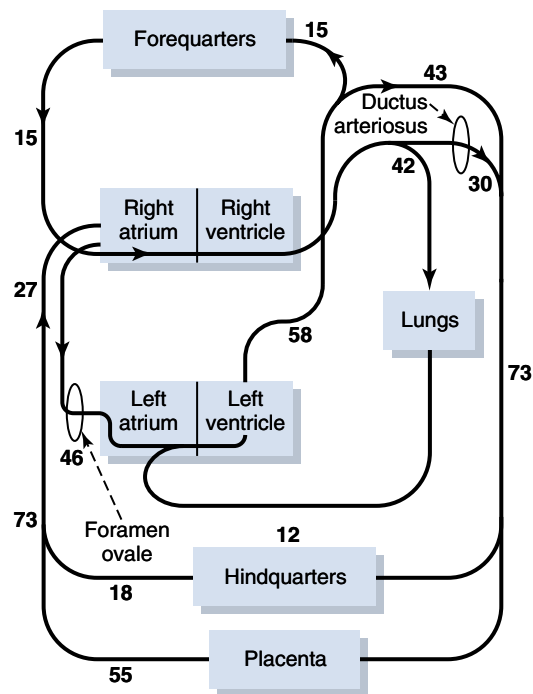 Forequarters
15
43
Ductus
arteriosus
15
42
30
Right
atrium
Right
ventricle
27
Lungs
58
73
Left
atrium
Left
ventricle
46
73
Foramen
ovale
12
Hindquarters
18
Placenta
55